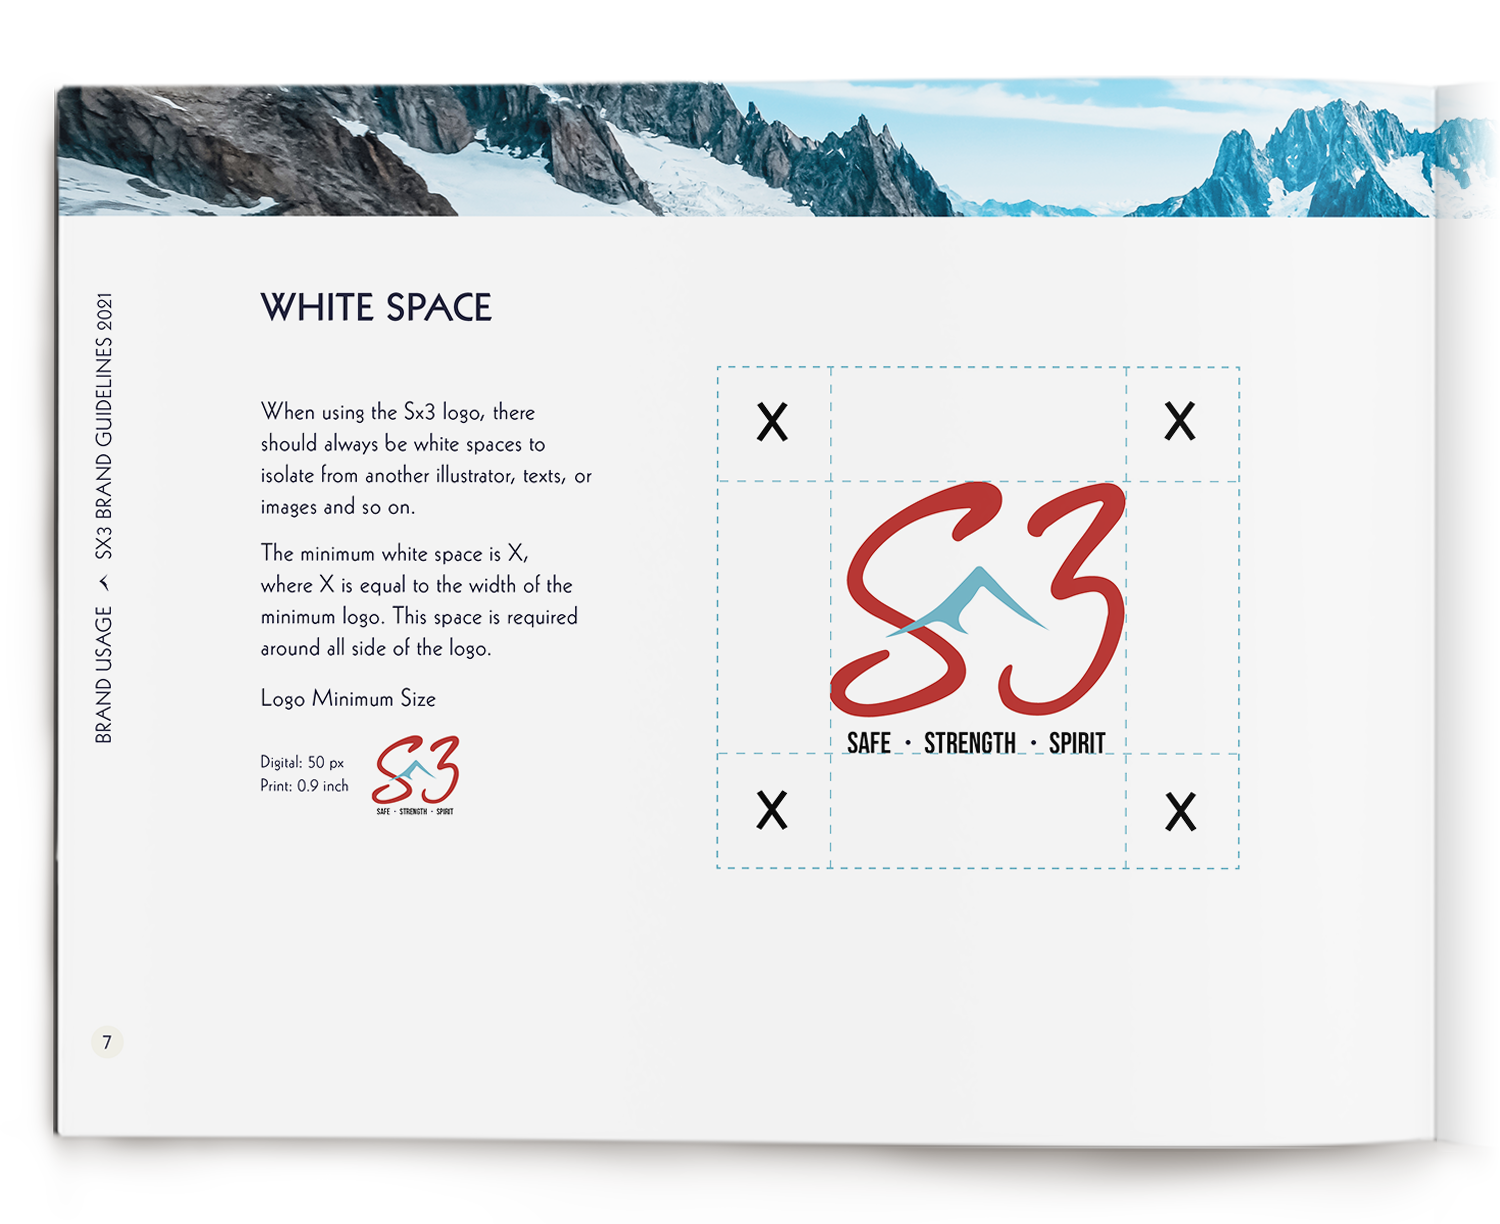 WHITE SPACE
When using the Sx3 logo, there
should always be white spaces to
isolate from another illustrator, texts, or
images and so on.
The minimum white space is X,
where X is equal to the width of the
minimum logo. This space is required
around all side of the logo.
Logo Minimum Size
Digital: 50 px
Print: 0.9 inch
S3
SAFE · STRENGTH · SPIRIT
X X
S3
SAFE · STRENGTH · SPIRIT
X X
BRAND USAGE SX3 BRAND GUIDELINES 2021
7